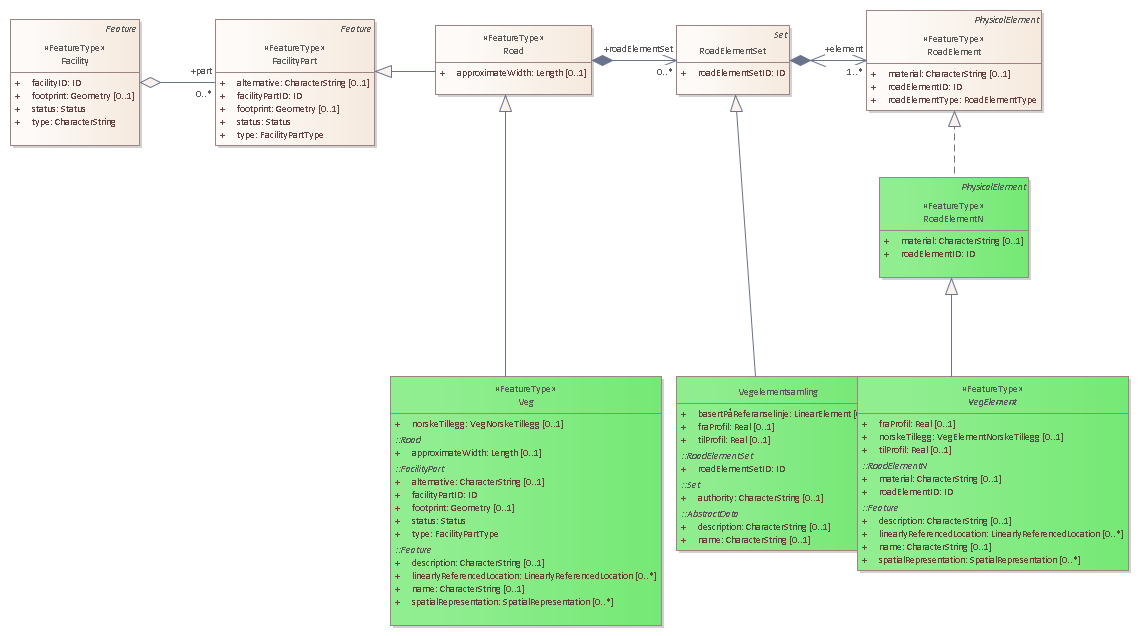 Feature
«FeatureType»
Facility
+ facilityID: ID
+ footprint: Geometry [0..1]
+ status: Status
+ type: CharacterString
+part
0..*
Feature
«FeatureType»
FacilityPart
+ alternative: CharacterString [0..1]
+ facilityPartID: ID
+ footprint: Geometry [0..1]
+ status: Status
+ type: FacilityPartType
«FeatureType»
Road
+ approximateWidth: Length [0..1]
+roadElementSet
0..*
Set
RoadElementSet
+ roadElementSetID: ID
+element
1..*
PhysicalElement
«FeatureType»
RoadElement
+ material: CharacterString [0..1]
+ roadElementID: ID
+ roadElementType: RoadElementType
PhysicalElement
«FeatureType»
RoadElementN
+ material: CharacterString [0..1]
+ roadElementID: ID
«FeatureType»
Veg
+ norskeTillegg: VegNorskeTillegg [0..1]
::Road
+ approximateWidth: Length [0..1]
::FacilityPart
+ alternative: CharacterString [0..1]
+ facilityPartID: ID
+ footprint: Geometry [0..1]
+ status: Status
+ type: FacilityPartType
::Feature
+ description: CharacterString [0..1]
+ linearlyReferencedLocation: LinearlyReferencedLocation [0..*]
+ name: CharacterString [0..1]
+ spatialRepresentation: SpatialRepresentation [0..*]
Vegelementsamling
+ basertPåReferanselinje: LinearElement [
+ fraProfil: Real [0..1]
+ tilProfil: Real [0..1]
::RoadElementSet
+ roadElementSetID: ID
::Set
+ authority: CharacterString [0..1]
::AbstractData
+ description: CharacterString [0..1]
+ name: CharacterString [0..1]
«FeatureType»
VegElement
+ fraProfil: Real [0..1]
+ norskeTillegg: VegElementNorskeTillegg [0..1]
+ tilProfil: Real [0..1]
::RoadElementN
+ material: CharacterString [0..1]
+ roadElementID: ID
::Feature
+ description: CharacterString [0..1]
+ linearlyReferencedLocation: LinearlyReferencedLocation [0..*]
+ name: CharacterString [0..1]
+ spatialRepresentation: SpatialRepresentation [0..*]